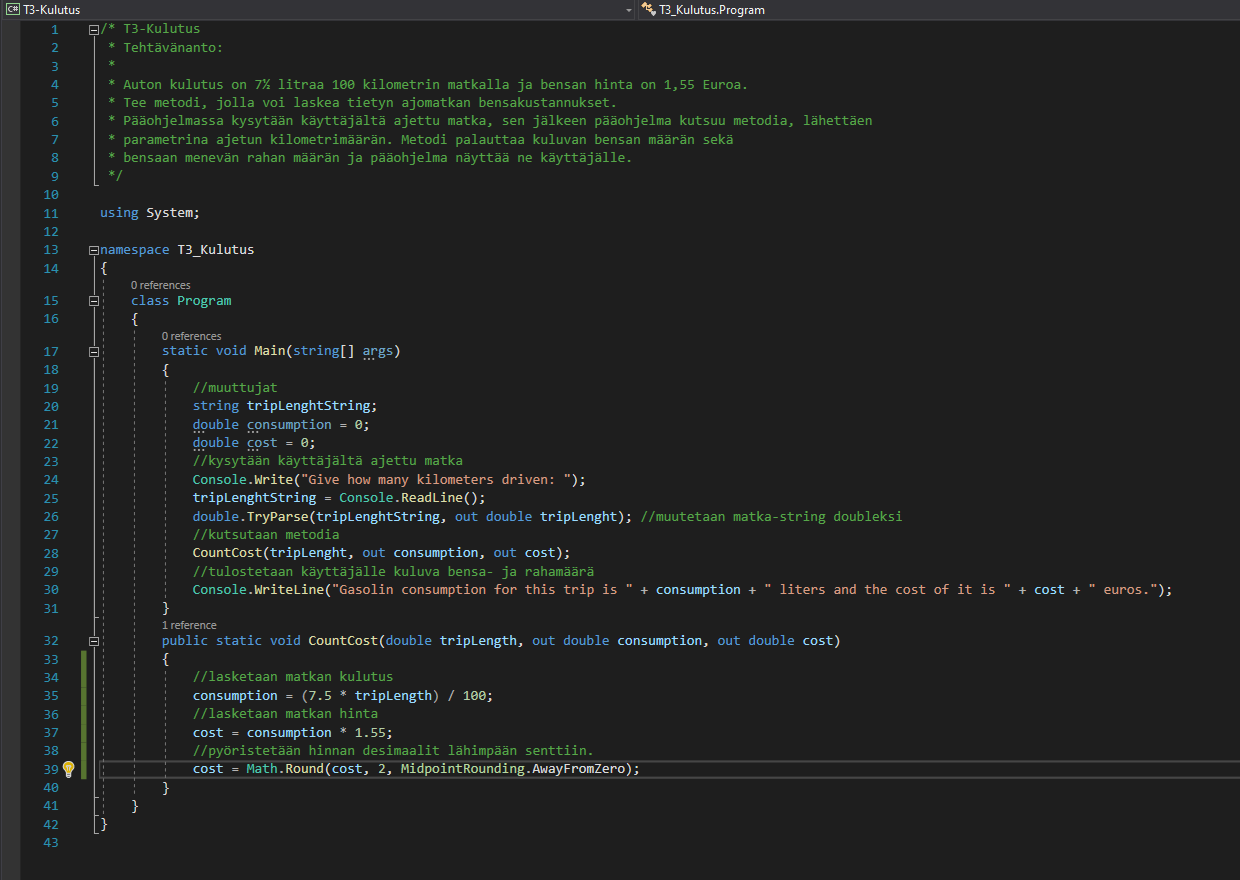 C# T3-Kulutus T3_Kulutus.Program
1 /* T3-Kulutus
2 * Tehtävänanto:
3 *
4 * Auton kulutus on 7% litraa 100 kilometrin matkalla ja bensan hinta on 1,55 Euroa.
5 * Tee metodi, jolla voi laskea tietyn ajomatkan bensakustannukset.
6 * Pääohjelmassa kysytään käyttäjältä ajettu matka, sen jälkeen pääohjelma kutsuu metodia, lähettäen
7 * parametrina ajetun kilometrimäärän. Metodi palauttaa kuluvan bensan määrän sekä
8 * bensaan menevän rahan määrän ja pääohjelma näyttää ne käyttäjälle.
9 */
10
11 using System;
12
13 namespace T3_Kulutus
14 {
0 references
15 class Program
16 {
0 references
17 static void Main(string[] args)
18 {
19 //muuttujat
20 string tripLenghtString;
21 double consumption = 0;
22 double cost = 0;
23 //kysytään käyttäjältä ajettu matka
24 Console.Write("Give how many kilometers driven: ");
25 tripLenghtString = Console.ReadLine();
26 double.TryParse(tripLenghtString, out double tripLenght); //muutetaan matka-string doubleksi
27 //kutsutaan metodia
28 CountCost(tripLenght, out consumption, out cost);
29 //tulostetaan käyttäjälle kuluva bensa- ja rahamäärä
30 Console.WriteLine("Gasolin consumption for this trip is " + consumption + " liters and the cost of it is " + cost + " euros.");
31 }
1 reference
32 public static void CountCost(double tripLength, out double consumption, out double cost)
33 {
34 //lasketaan matkan kulutus
35 consumption = (7.5 * tripLength) / 100;
36 //lasketaan matkan hinta
37 cost = consumption * 1.55;
38 //pyöristetään hinnan desimaalit lähimpään senttiin.
39 cost = Math.Round(cost, 2, MidpointRounding.AwayFromZero);
40 }
41 }
42 }
43